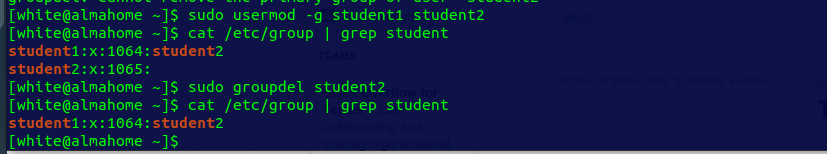 groupdel: cannot remove the primary group of user 'student2'
[white@almahome ~]$ sudo usermod -g student1 student2
[white@almahome ~]$ cat /etc/group | grep student
student1:x:1064:student2
student2:x:1065:
[white@almahome ~]$ sudo groupdel student2
[white@almahome ~]$ cat /etc/group | grep student
student1:x:1064:student2
[white@almahome ~]$
TEAMS